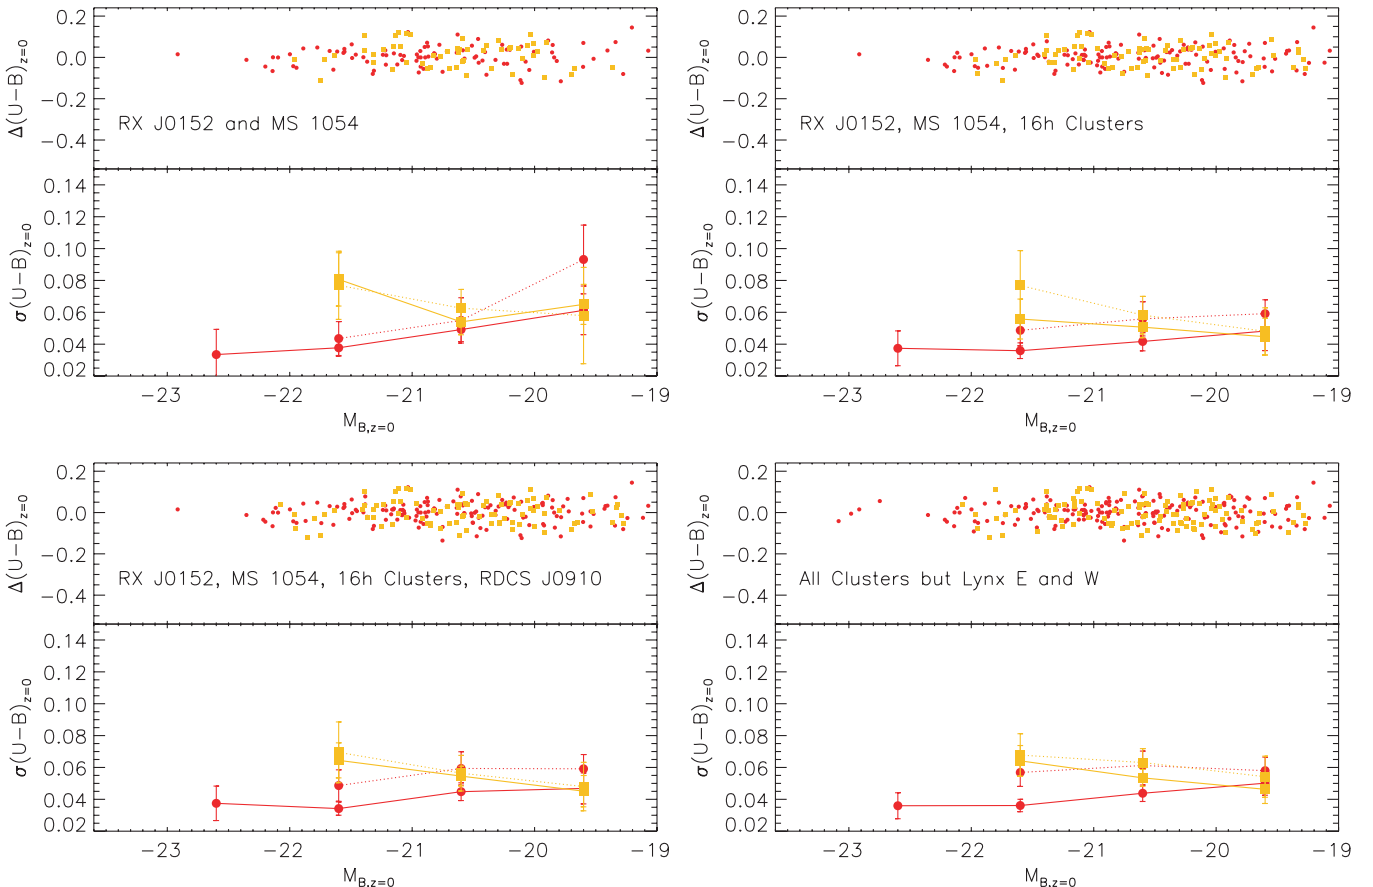 0.2
0.0
−0.2
−0.4
Δ(U−B)z=0
RX J0152 and MS 1054
0.14
0.12
0.10
0.08
0.06
0.04
0.02
σ(U−B)z=0
−23 −22 −21 −20 −19
MB,z=0
0.2
0.0
−0.2
−0.4
Δ(U−B)z=0
RX J0152, MS 1054, 16h Clusters
0.14
0.12
0.10
0.08
0.06
0.04
0.02
σ(U−B)z=0
−23 −22 −21 −20 −19
MB,z=0
0.2
0.0
−0.2
−0.4
Δ(U−B)z=0
RX J0152, MS 1054, 16h Clusters, RDCS J0910
0.14
0.12
0.10
0.08
0.06
0.04
0.02
σ(U−B)z=0
−23 −22 −21 −20 −19
MB,z=0
0.2
0.0
−0.2
−0.4
Δ(U−B)z=0
All Clusters but Lynx E and W
0.14
0.12
0.10
0.08
0.06
0.04
0.02
σ(U−B)z=0
−23 −22 −21 −20 −19
MB,z=0